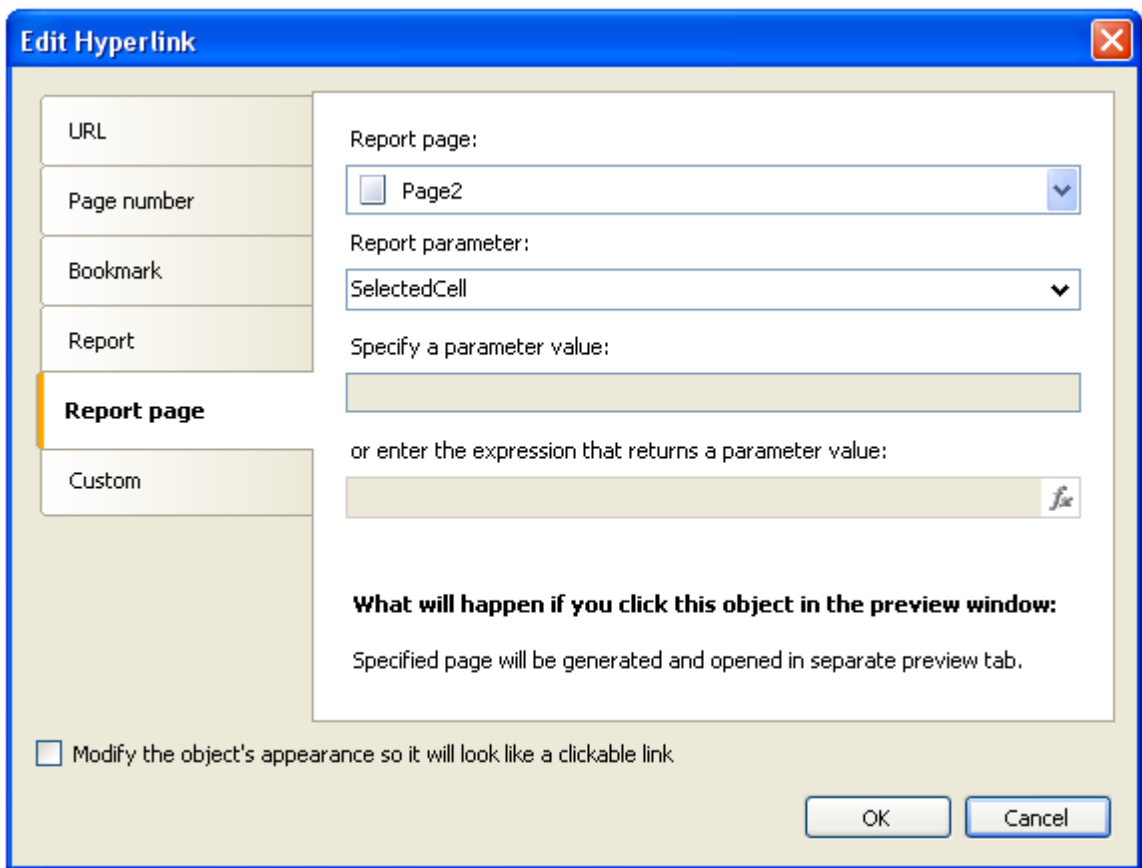 Edit Hyperlink
URL
Page number
Bookmark
Report
Report page
Custom
Report page:
Page2
Report parameter:
SelectedCell
Specify a parameter value:
or enter the expression that returns a parameter value:
fx
What will happen if you click this object in the preview window:
Specified page will be generated and opened in separate preview tab.
Modify the object's appearance so it will look like a clickable link
OK
Cancel